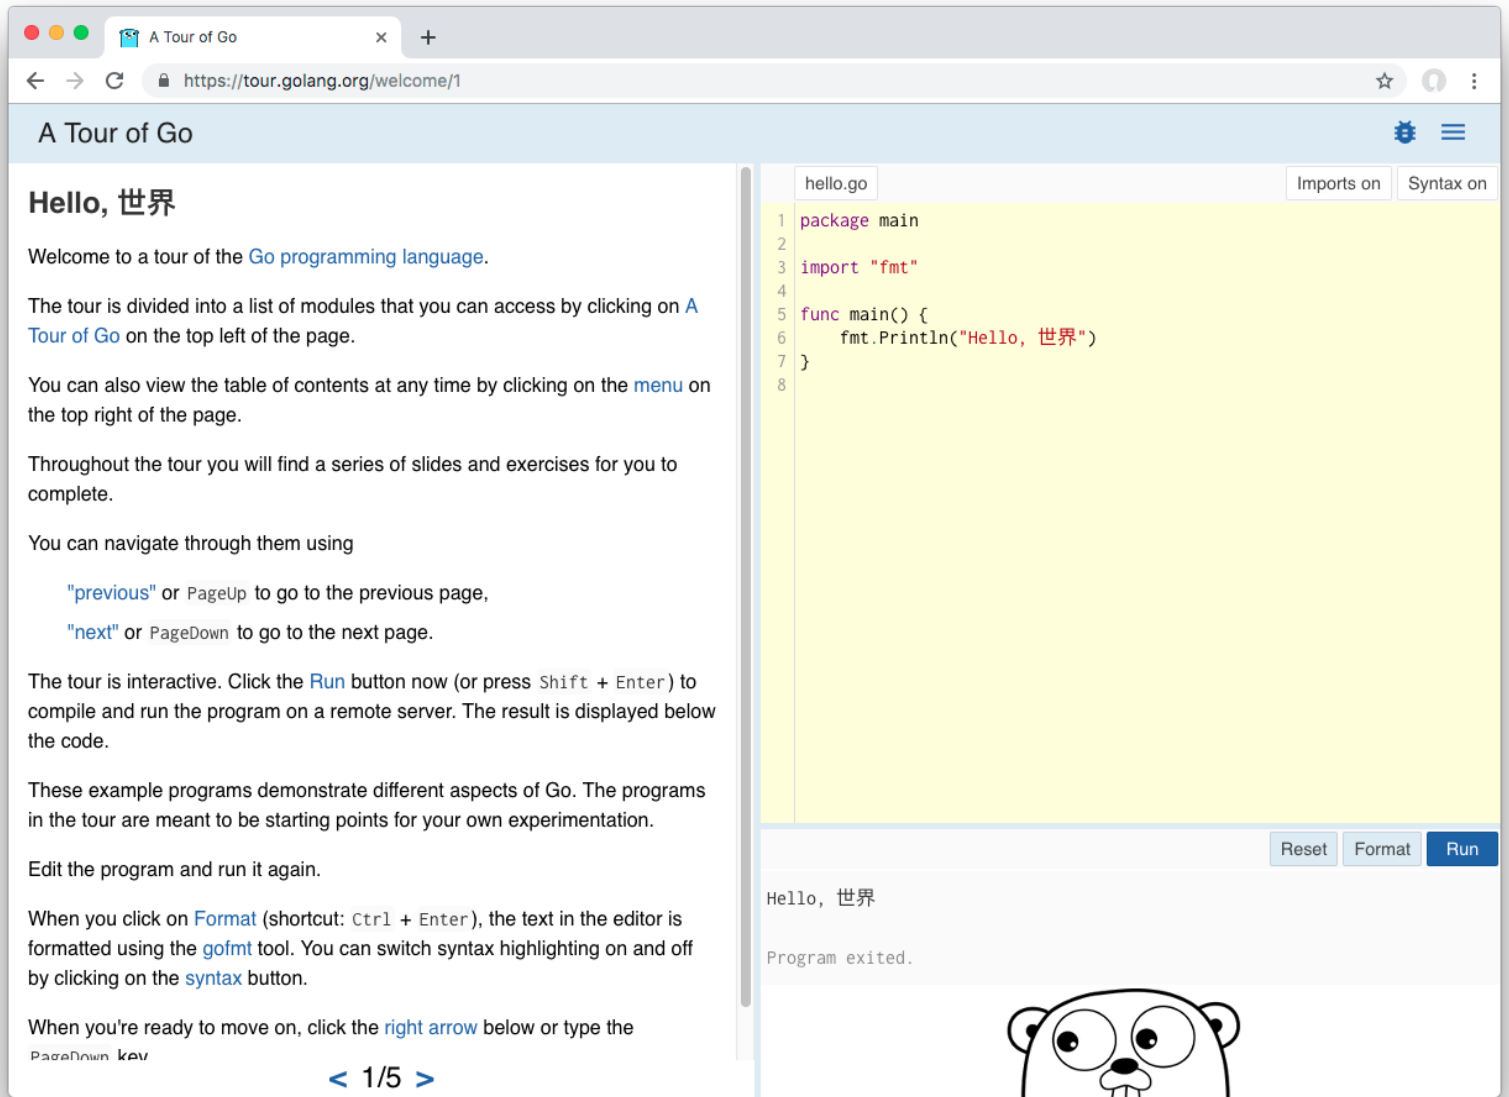 A Tour of Go
https://tour.golang.org/welcome/1
A Tour of Go
Hello, 世界
Welcome to a tour of the Go programming language.
The tour is divided into a list of modules that you can access by clicking on A
Tour of Go on the top left of the page.
You can also view the table of contents at any time by clicking on the menu on
the top right of the page.
Throughout the tour you will find a series of slides and exercises for you to
complete.
You can navigate through them using
"previous" or PageUp to go to the previous page,
"next" or PageDown to go to the next page.
The tour is interactive. Click the Run button now (or press Shift + Enter) to
compile and run the program on a remote server. The result is displayed below
the code.
These example programs demonstrate different aspects of Go. The programs
in the tour are meant to be starting points for your own experimentation.
Edit the program and run it again.
When you click on Format (shortcut: Ctrl + Enter), the text in the editor is
formatted using the gofmt tool. You can switch syntax highlighting on and off
by clicking on the syntax button.
When you're ready to move on, click the right arrow below or type the
PageDown key
< 1/5 >
hello.go
Imports on
Syntax on
1 package main
2
3 import "fmt"
4
5 func main() {
6 fmt.Println("Hello, 世界")
7 }
8
Reset
Format
Run
Hello, 世界
Program exited.